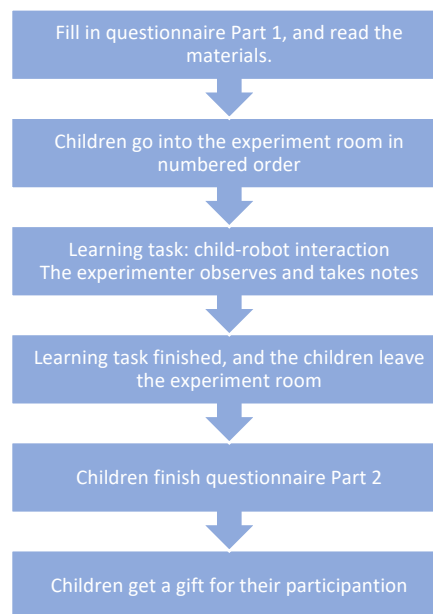 Fill in questionnaire Part 1, and read the
materials.
Children go into the experiment room in
numbered order
Learning task: child-robot interaction
The experimenter observes and takes notes
Learning task finished, and the children leave
the experiment room
Children finish questionnaire Part 2
Children get a gift for their participantion